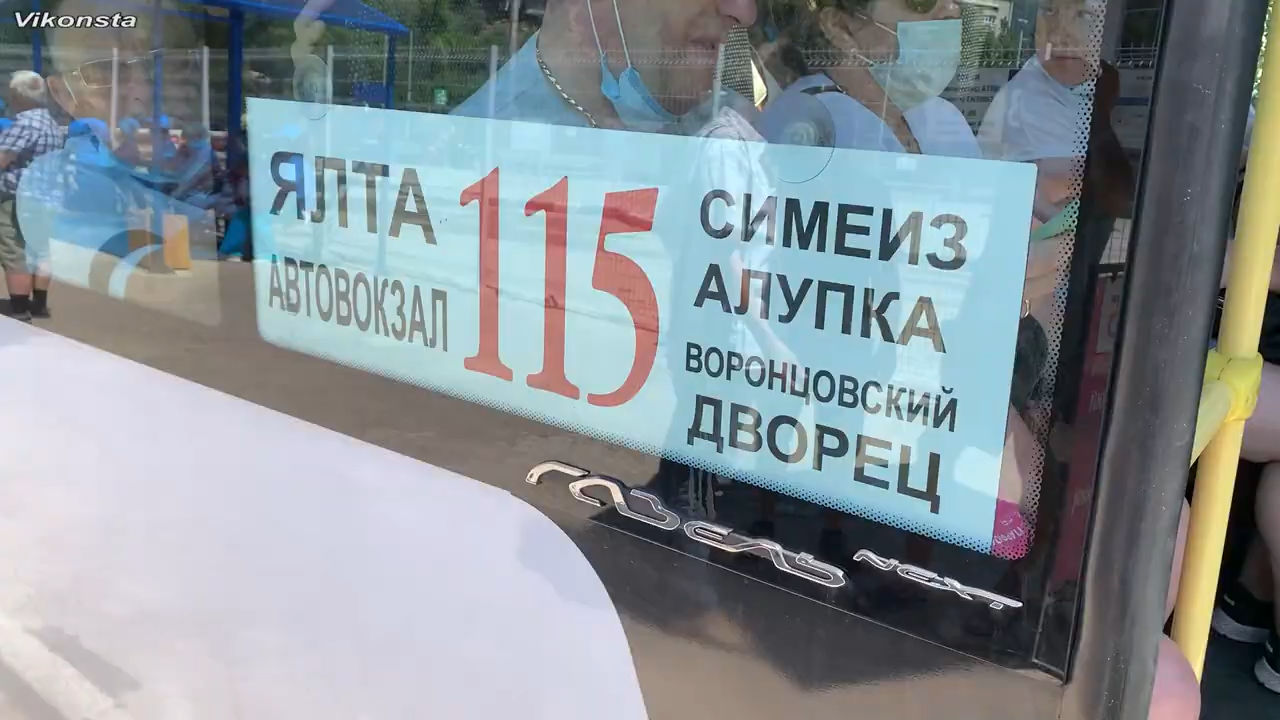 Vikonsta
ЯЛТА
АВТОВОКЗАЛ
115
СИМЕИЗ
АЛУПКА
ВОРОНЦОВСКИЙ
ДВОРЕЦ
ГАЗЕЛЬ NEXT